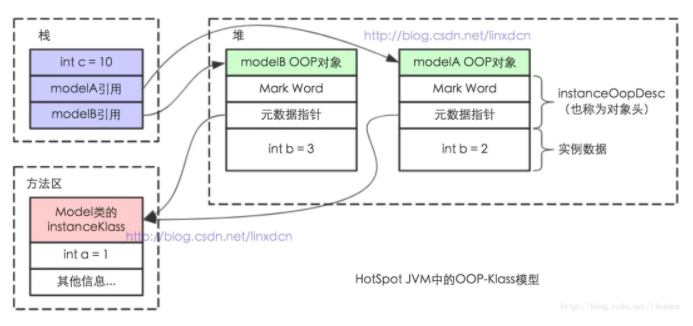 栈
int c = 10
modelA引用
modelB引用
堆
http://blog.csdn.net/linxdcn
modelB OOP对象
Mark Word
元数据指针
int b = 3
modelA OOP对象
Mark Word
元数据指针
int b = 2
instanceOopDesc
（也称为对象头）
实例数据
方法区
Model类的
instanceKlass
http://blog.csdn.net/linxdcn
int a = 1
其他信息...
HotSpot JVM中的OOP-Klass模型
http://blog.csdn.net/linxdcn